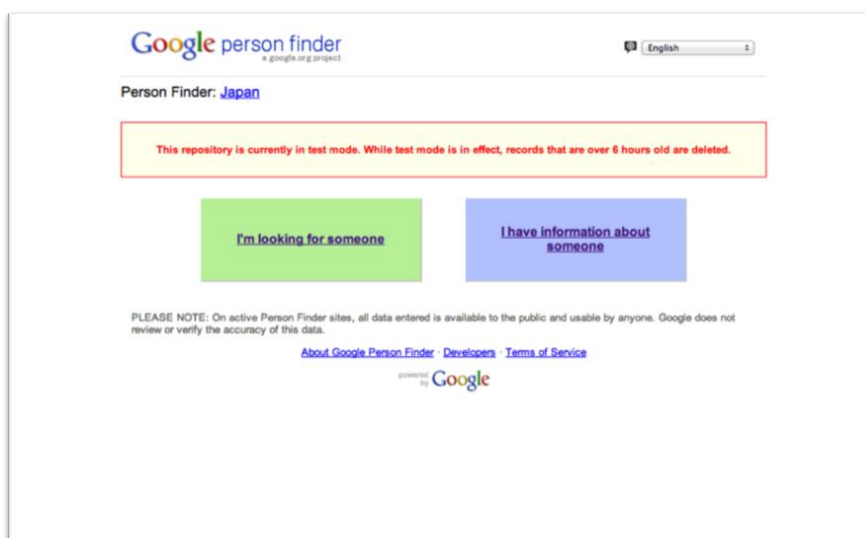 Google person finder
a google.org project
English
Person Finder: Japan
This repository is currently in test mode. While test mode is in effect, records that are over 6 hours old are deleted.
I'm looking for someone
I have information about
someone
PLEASE NOTE: On active Person Finder sites, all data entered is available to the public and usable by anyone. Google does not
review or verify the accuracy of this data.
About Google Person Finder · Developers · Terms of Service
powered by Google